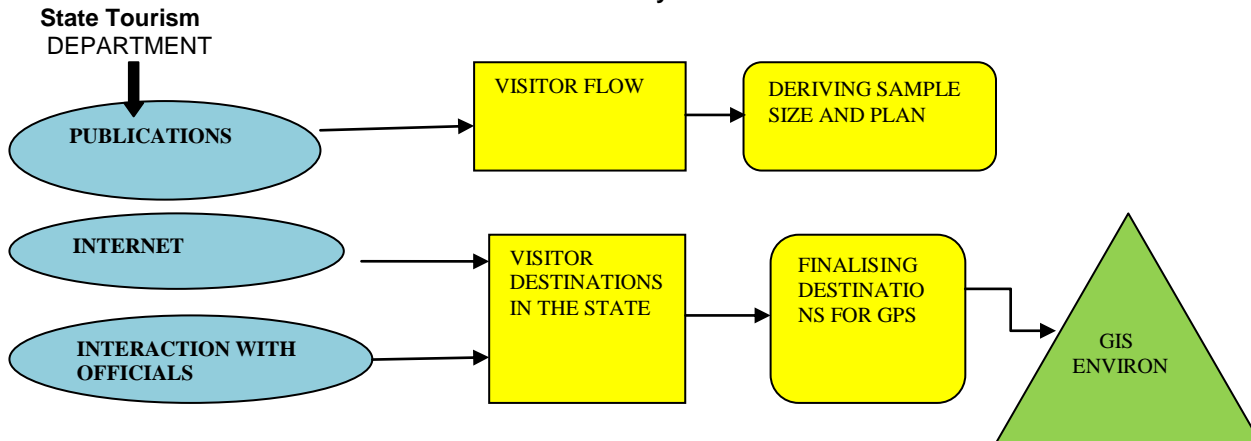 State Tourism
DEPARTMENT
PUBLICATIONS
VISITOR FLOW
DERIVING SAMPLE
SIZE AND PLAN
INTERNET
VISITOR
DESTINATIONS
IN THE STATE
FINALISING
DESTINATIO
NS FOR GPS
INTERACTION WITH
OFFICIALS
GIS
ENVIRON